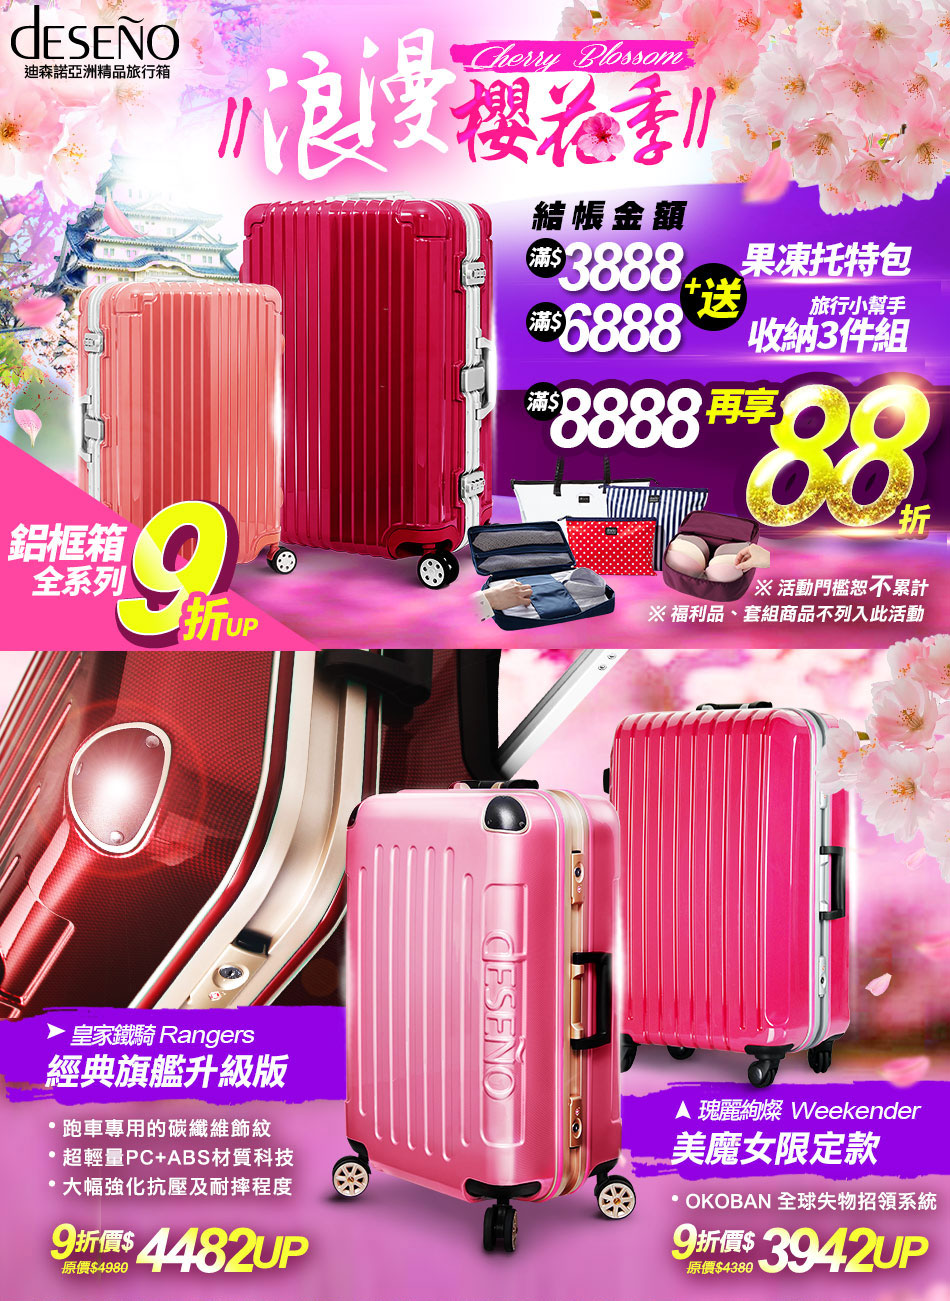 dESEÑO
迪森諾亞洲精品旅行箱
Cherry Blossom
浪漫櫻花季
結帳金額
滿$3888
+送
果凍托特包
滿$6888
旅行小幫手
收納3件組
滿$8888再享88折
鋁框箱
全系列
9折UP
※ 活動門檻恕不累計
※ 福利品、套組商品不列入此活動
dESEÑO
➤ 皇家鐵騎 Rangers
經典旗艦升級版
• 跑車專用的碳纖維飾紋
• 超輕量PC+ABS材質科技
• 大幅強化抗壓及耐摔程度
9折價$4482UP
原價$4980
瑰麗絢燦 Weekender
美魔女限定款
• OKOBAN 全球失物招領系統
9折價$3942UP
原價$4380